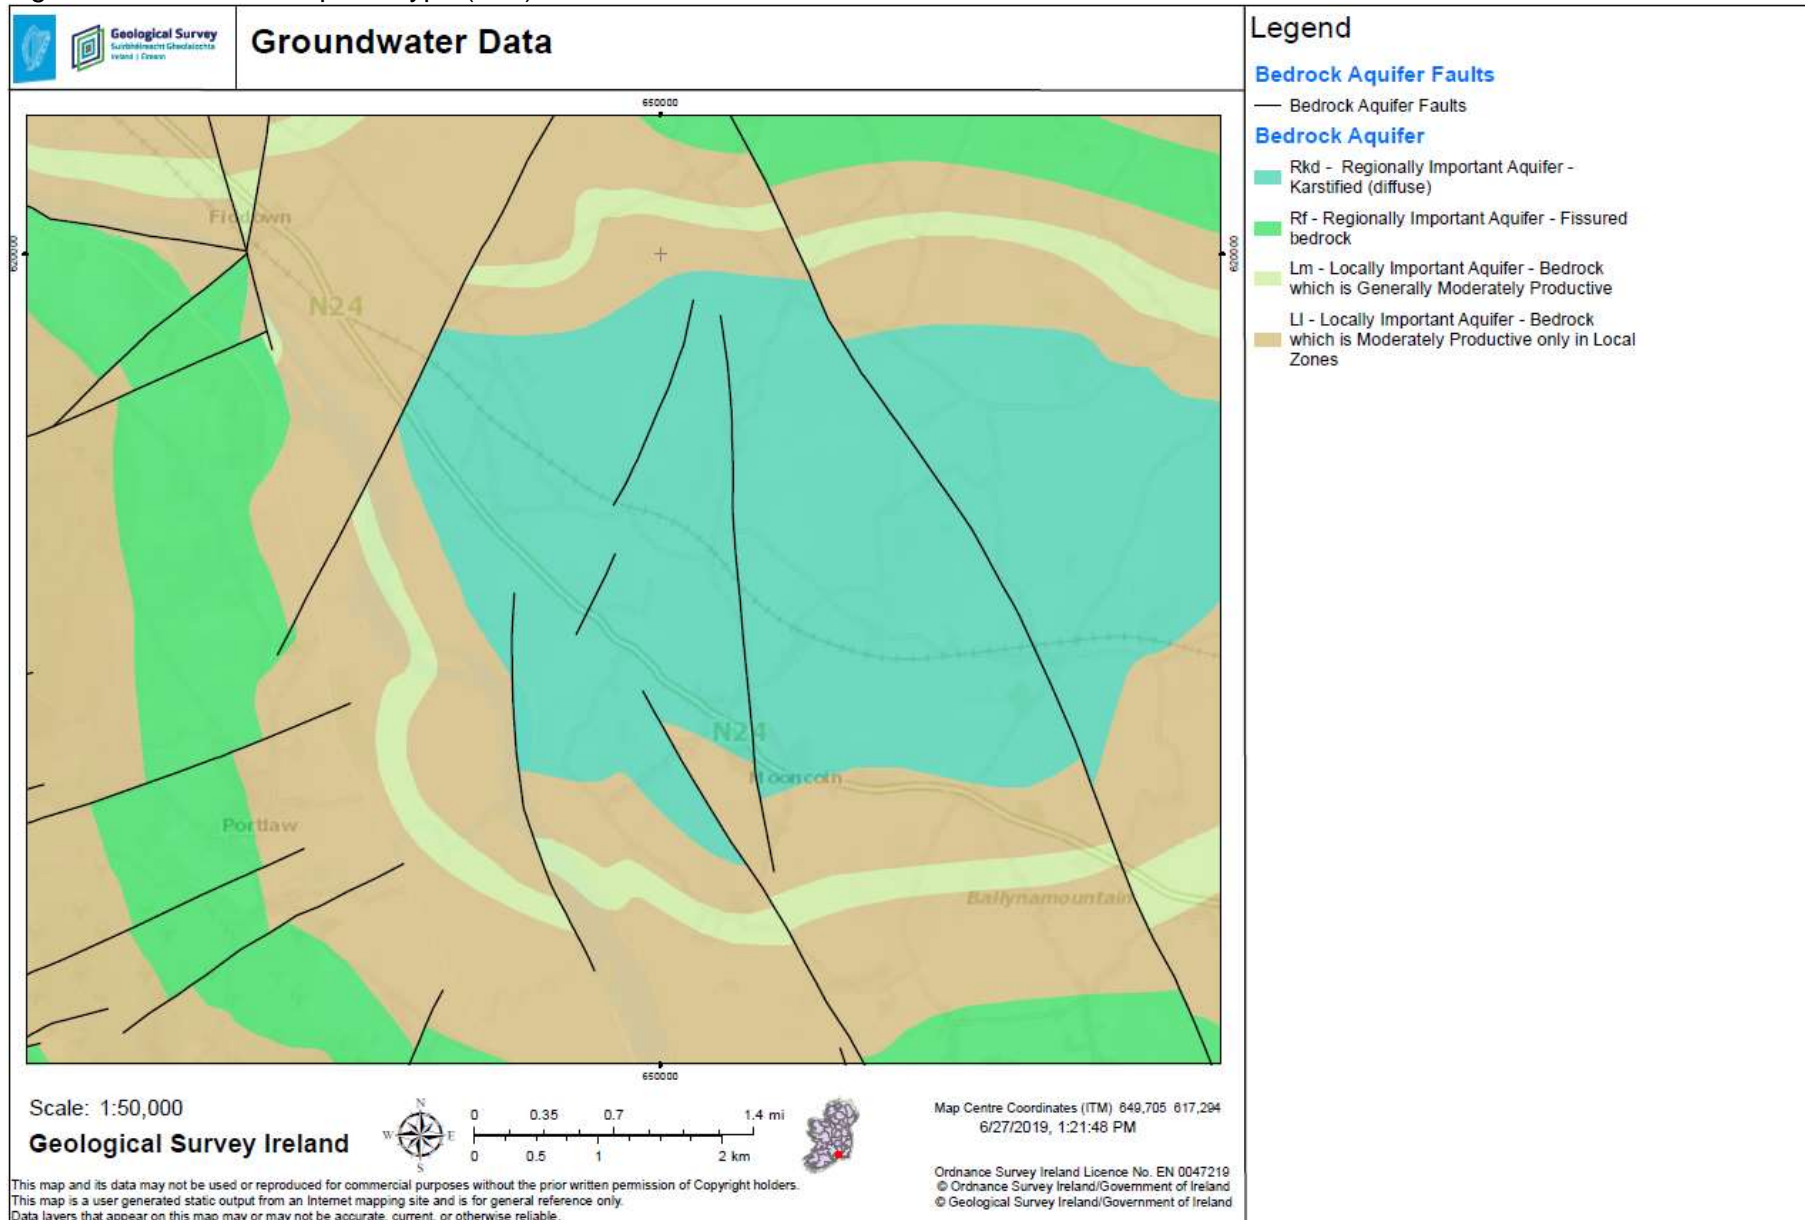 Geological Survey
Suirbhéireacht Gheolaíochta
Ireland | Éireann
Groundwater Data
650000
620000
620000
Fiddown
N24
N24
Mooncoin
Portlaw
Ballynamountain
650000
Legend
Bedrock Aquifer Faults
Bedrock Aquifer Faults
Bedrock Aquifer
Rkd - Regionally Important Aquifer -
Karstified (diffuse)
Rf - Regionally Important Aquifer - Fissured
bedrock
Lm - Locally Important Aquifer - Bedrock
which is Generally Moderately Productive
Ll - Locally Important Aquifer - Bedrock
which is Moderately Productive only in Local
Zones
Scale: 1:50,000
Geological Survey Ireland
N
W E
S
0 0.35 0.7 1.4 mi
0 0.5 1 2 km
Map Centre Coordinates (ITM) 649,705 617,294
6/27/2019, 1:21:48 PM
Ordnance Survey Ireland Licence No. EN 0047219
© Ordnance Survey Ireland/Government of Ireland
© Geological Survey Ireland/Government of Ireland
This map and its data may not be used or reproduced for commercial purposes without the prior written permission of Copyright holders.
This map is a user generated static output from an Internet mapping site and is for general reference only.
Data layers that appear on this map may or may not be accurate, current, or otherwise reliable.